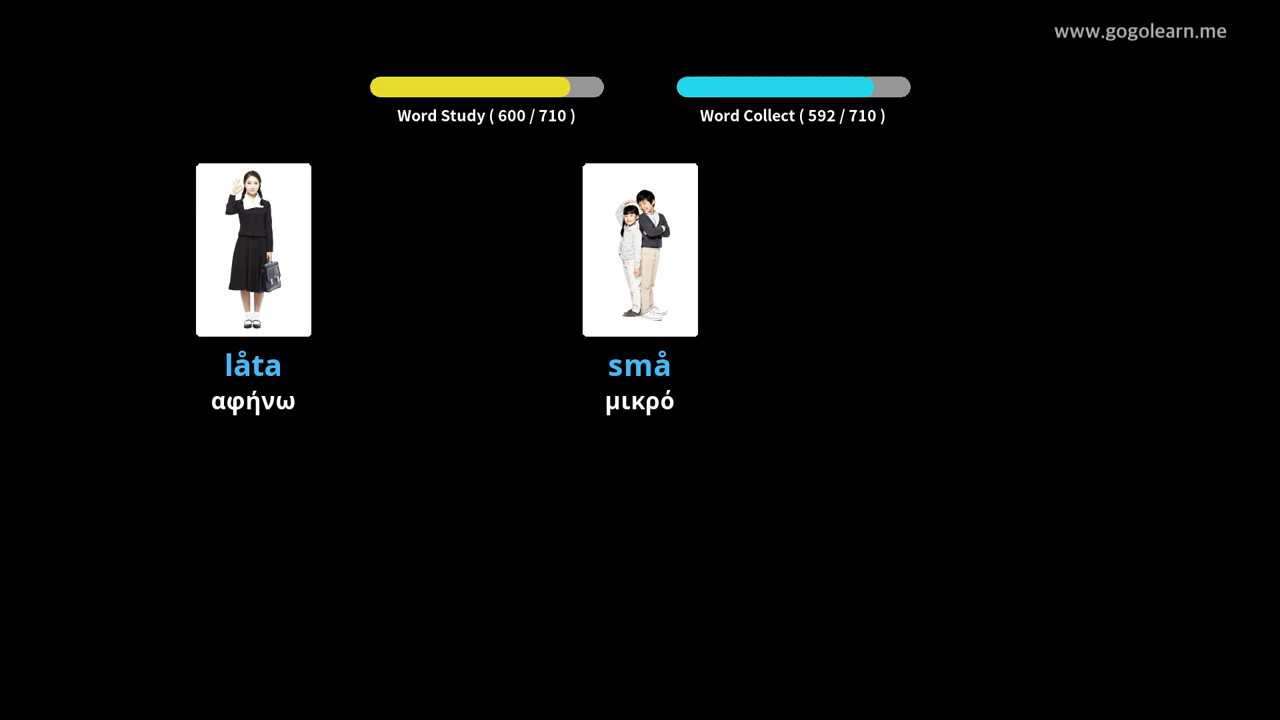 www.gogolearn.me
Word Study ( 600 / 710 )
Word Collect ( 592 / 710 )
låta
αφήνω
små
μικρό